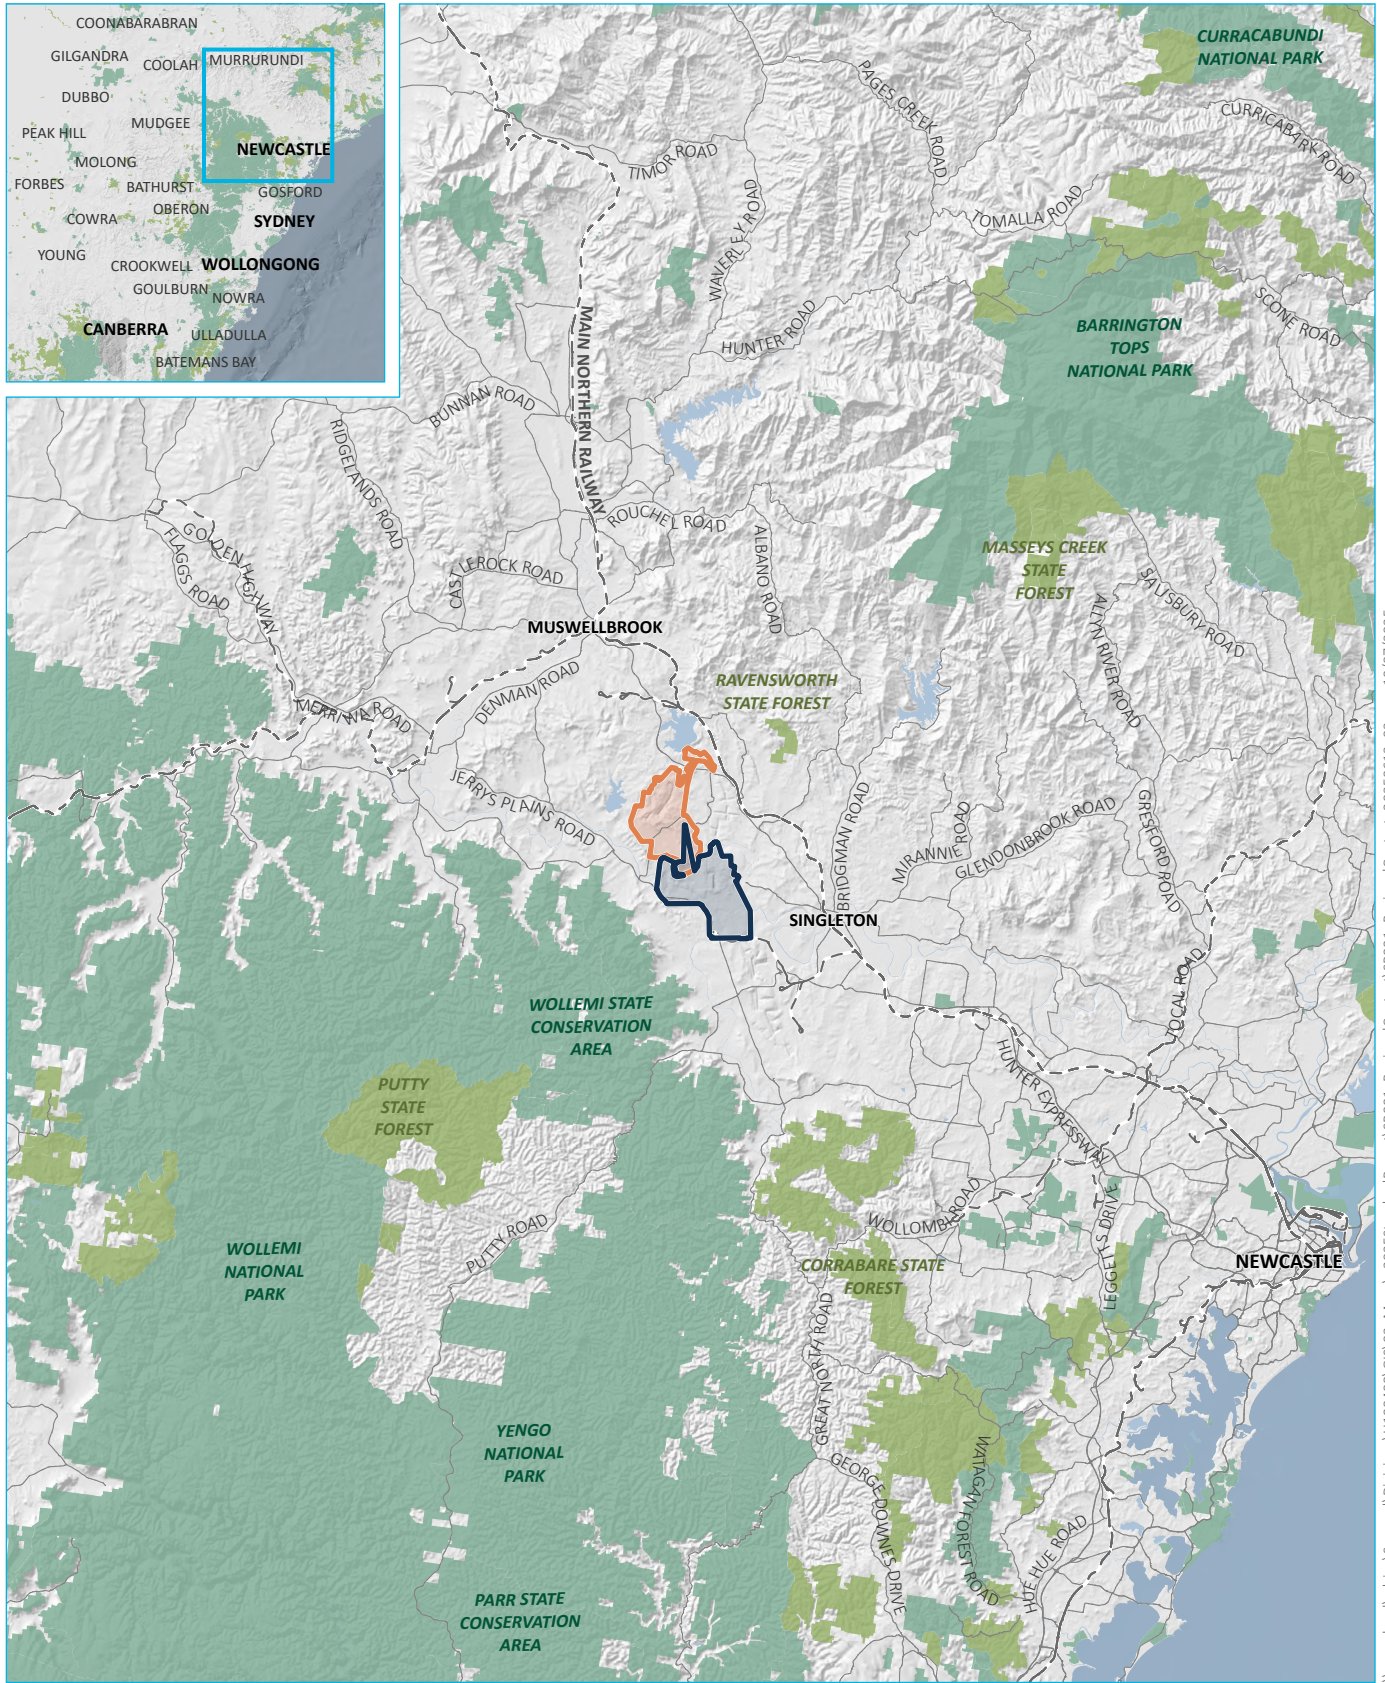 COONABARABRAN
GILGANDRA
COOLAH
MURRURUNDI
DUBBO
MUDGEE
PEAK HILL
NEWCASTLE
MOLONG
FORBES
BATHURST
GOSFORD
OBERON
COWRA
SYDNEY
YOUNG
CROOKWELL
WOLLONGONG
GOULBURN
NOWRA
CANBERRA
ULLADULLA
BATEMANS BAY
CURRACABUNDI
NATIONAL PARK
PAGES CREEK ROAD
CURRICABARK ROAD
TIMOR ROAD
TOMALLA ROAD
WAVERLEY ROAD
SCONE ROAD
HUNTER ROAD
BARRINGTON
TOPS
NATIONAL PARK
MAIN NORTHERN RAILWAY
BUNNAN ROAD
RIDGELANDS ROAD
ROUCHEL ROAD
GOLDEN HIGHWAY
FLAGGS ROAD
CASTLEROCK ROAD
ALBANO ROAD
MASSEYS CREEK
STATE
FOREST
SALISBURY ROAD
ALLYN RIVER ROAD
MUSWELLBROOK
DENMAN ROAD
RAVENSWORTH
STATE FOREST
MERRIWA ROAD
JERRYS PLAINS ROAD
BRIDGMAN ROAD
MIRANNIE ROAD
GLENDONBROOK ROAD
GRESFORD ROAD
SINGLETON
TOCAL ROAD
WOLLEMI STATE
CONSERVATION
AREA
HUNTER EXPRESSWAY
PUTTY
STATE
FOREST
PUTTY ROAD
WOLLOMBI ROAD
LEGGETTS DRIVE
WOLLEMI
NATIONAL
PARK
CORRABARE STATE
FOREST
NEWCASTLE
GREAT NORTH ROAD
YENGO
NATIONAL
PARK
GEORGE DOWNES DRIVE
WATAGAN FOREST ROAD
HUE HUE ROAD
PARR STATE
CONSERVATION
AREA